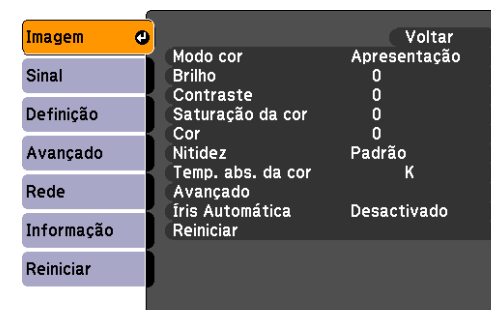 Imagem
Sinal
Definição
Avançado
Rede
Informação
Reiniciar
Voltar
Modo cor Apresentação
Brilho 0
Contraste 0
Saturação da cor 0
Cor 0
Nitidez Padrão
Temp. abs. da cor K
Avançado
Íris Automática Desactivado
Reiniciar